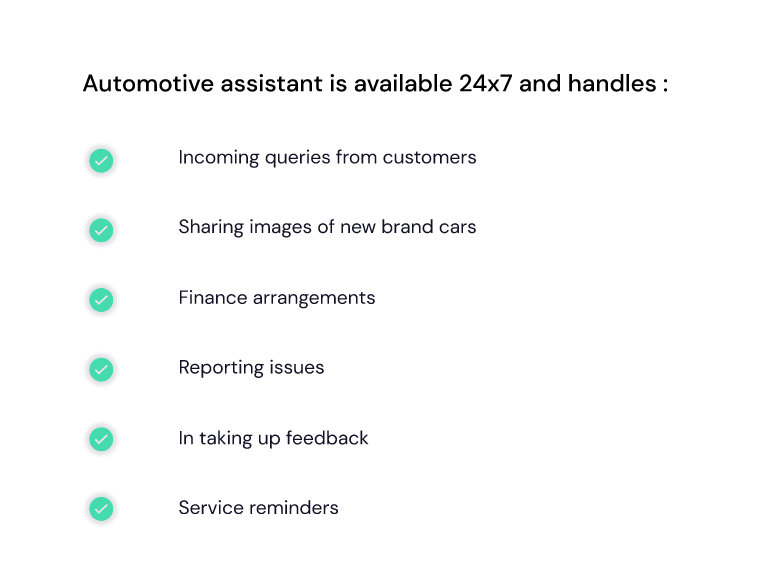 Automotive assistant is available 24x7 and handles :
Incoming queries from customers
Sharing images of new brand cars
Finance arrangements
Reporting issues
In taking up feedback
Service reminders